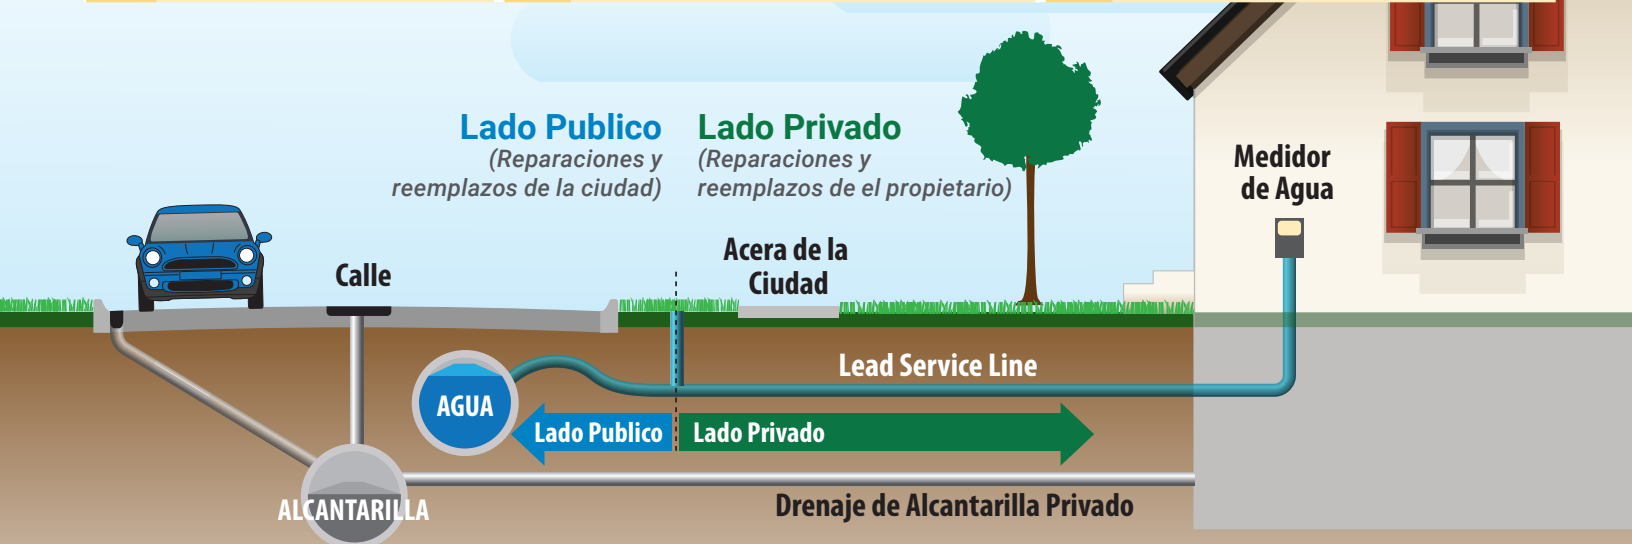 Lado Publico
(Reparaciones y
reemplazos de la ciudad)
Lado Privado
(Reparaciones y
reemplazos de el propietario)
Medidor
de Agua
Calle
Acera de la
Ciudad
Lead Service Line
AGUA
Lado Publico
Lado Privado
ALCANTARILLA
Drenaje de Alcantarilla Privado